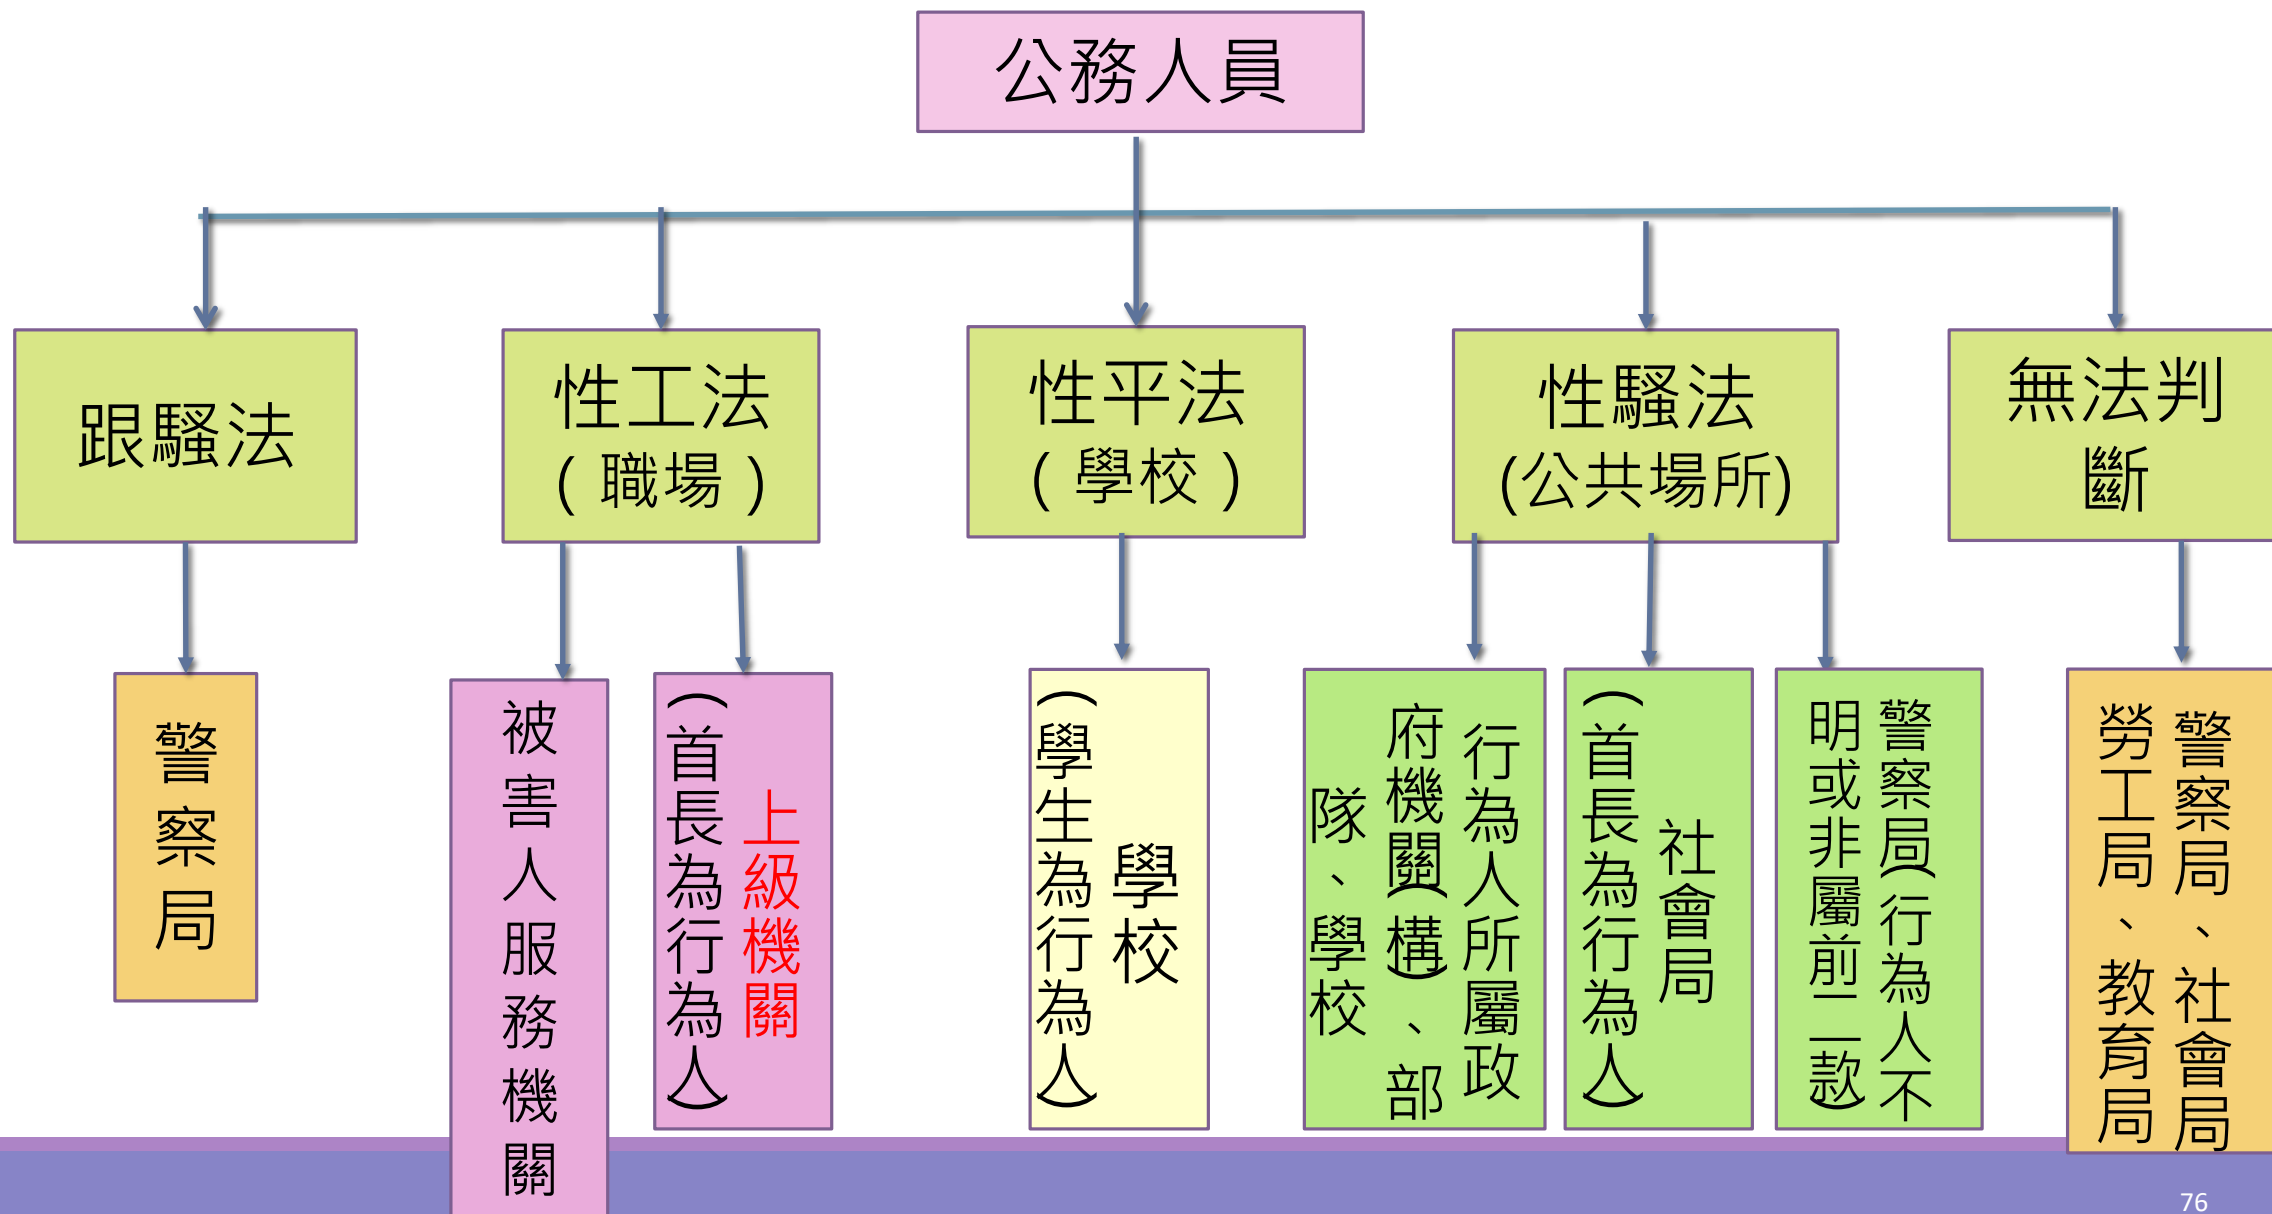 公務人員
跟騷法
性工法
( 職場 )
性平法
( 學校 )
性騷法
(公共場所)
無法判
斷
警察局
被害人服務機關
上級機關
(首長為行為人)
學校
(學生為行為人)
行為人所屬政
府機關(構)、部
隊、學校
社會局
(首長為行為人)
警察局(行為人不
明或非屬前二款)
警察局、社會局
勞工局、教育局
76